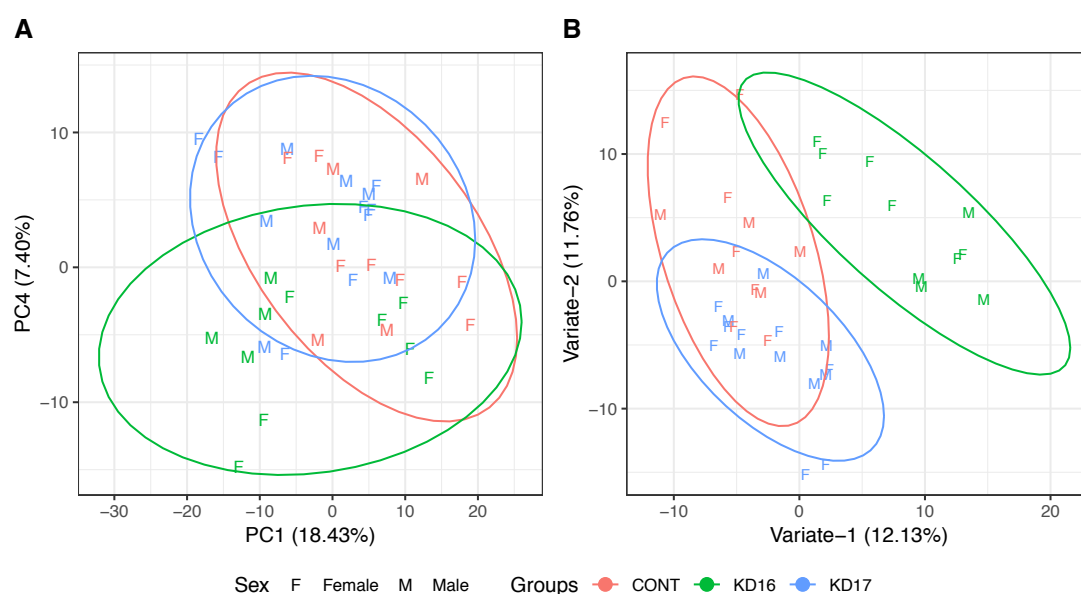 A
B
PC4 (7.40%)
10
0
−10
F F M F F M M M F M F F F M M M F F M F F M F F M F M F M F M F M M F M F F F F F
−30 −20 −10 0 10 20
PC1 (18.43%)
Variate−2 (11.76%)
10
0
−10
−10 0 10 20
Variate−1 (12.13%)
Sex F Female M Male Groups CONT KD16 KD17